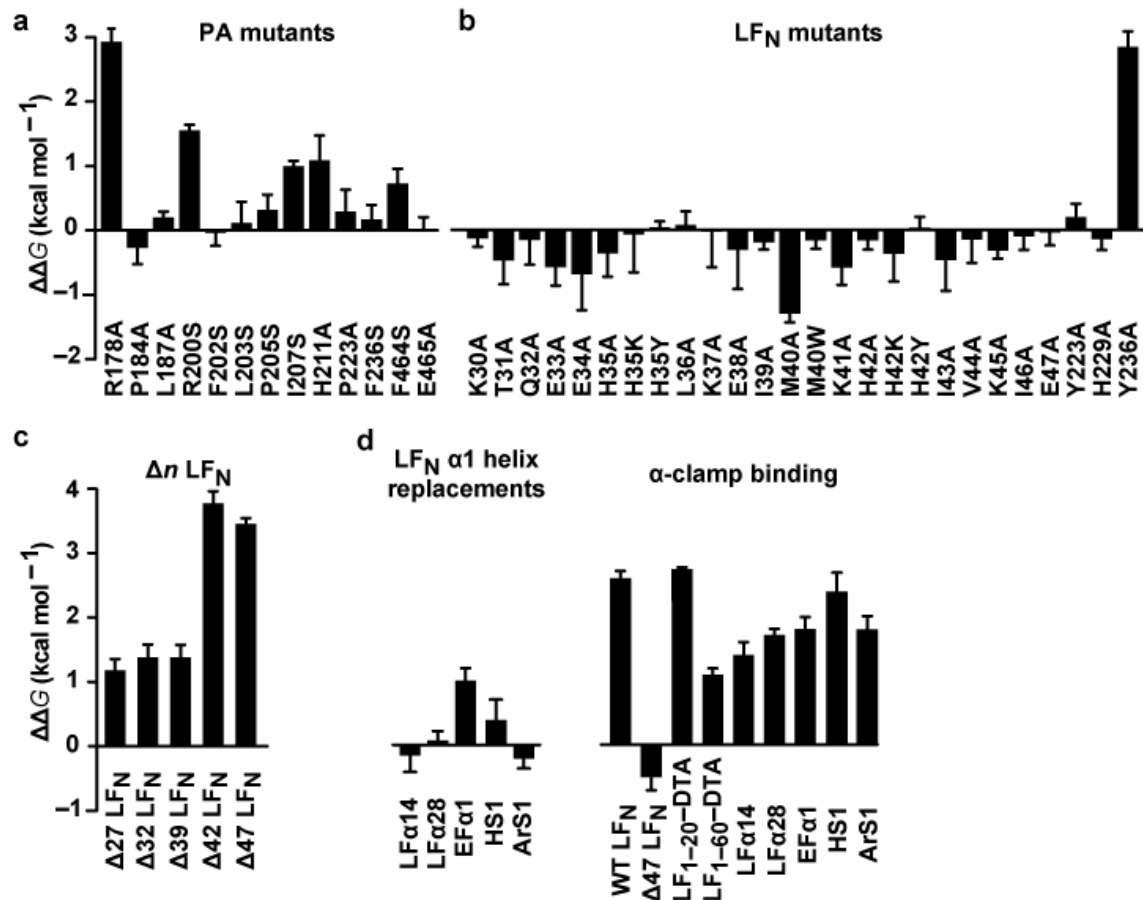 a
PA mutants
b
LFN mutants
ΔΔG (kcal mol−1)
3
2
1
0
−1
−2
R178A
P184A
L187A
R200S
F202S
L203S
P205S
I207S
H211A
P223A
F236S
F464S
E465A
K30A
T31A
Q32A
E33A
E34A
H35A
H35K
H35Y
L36A
K37A
E38A
I39A
M40A
M40W
K41A
H42A
H42K
H42Y
I43A
V44A
K45A
I46A
E47A
Y223A
H229A
Y236A
c
Δn LFN
d
LFN α1 helix
replacements
α-clamp binding
ΔΔG (kcal mol−1)
4
3
2
1
0
−1
Δ27 LFN
Δ32 LFN
Δ39 LFN
Δ42 LFN
Δ47 LFN
LFα14
LFα28
EFα1
HS1
ArS1
WT LFN
Δ47 LFN
LF1−20−DTA
LF1−60−DTA
LFα14
LFα28
EFα1
HS1
ArS1